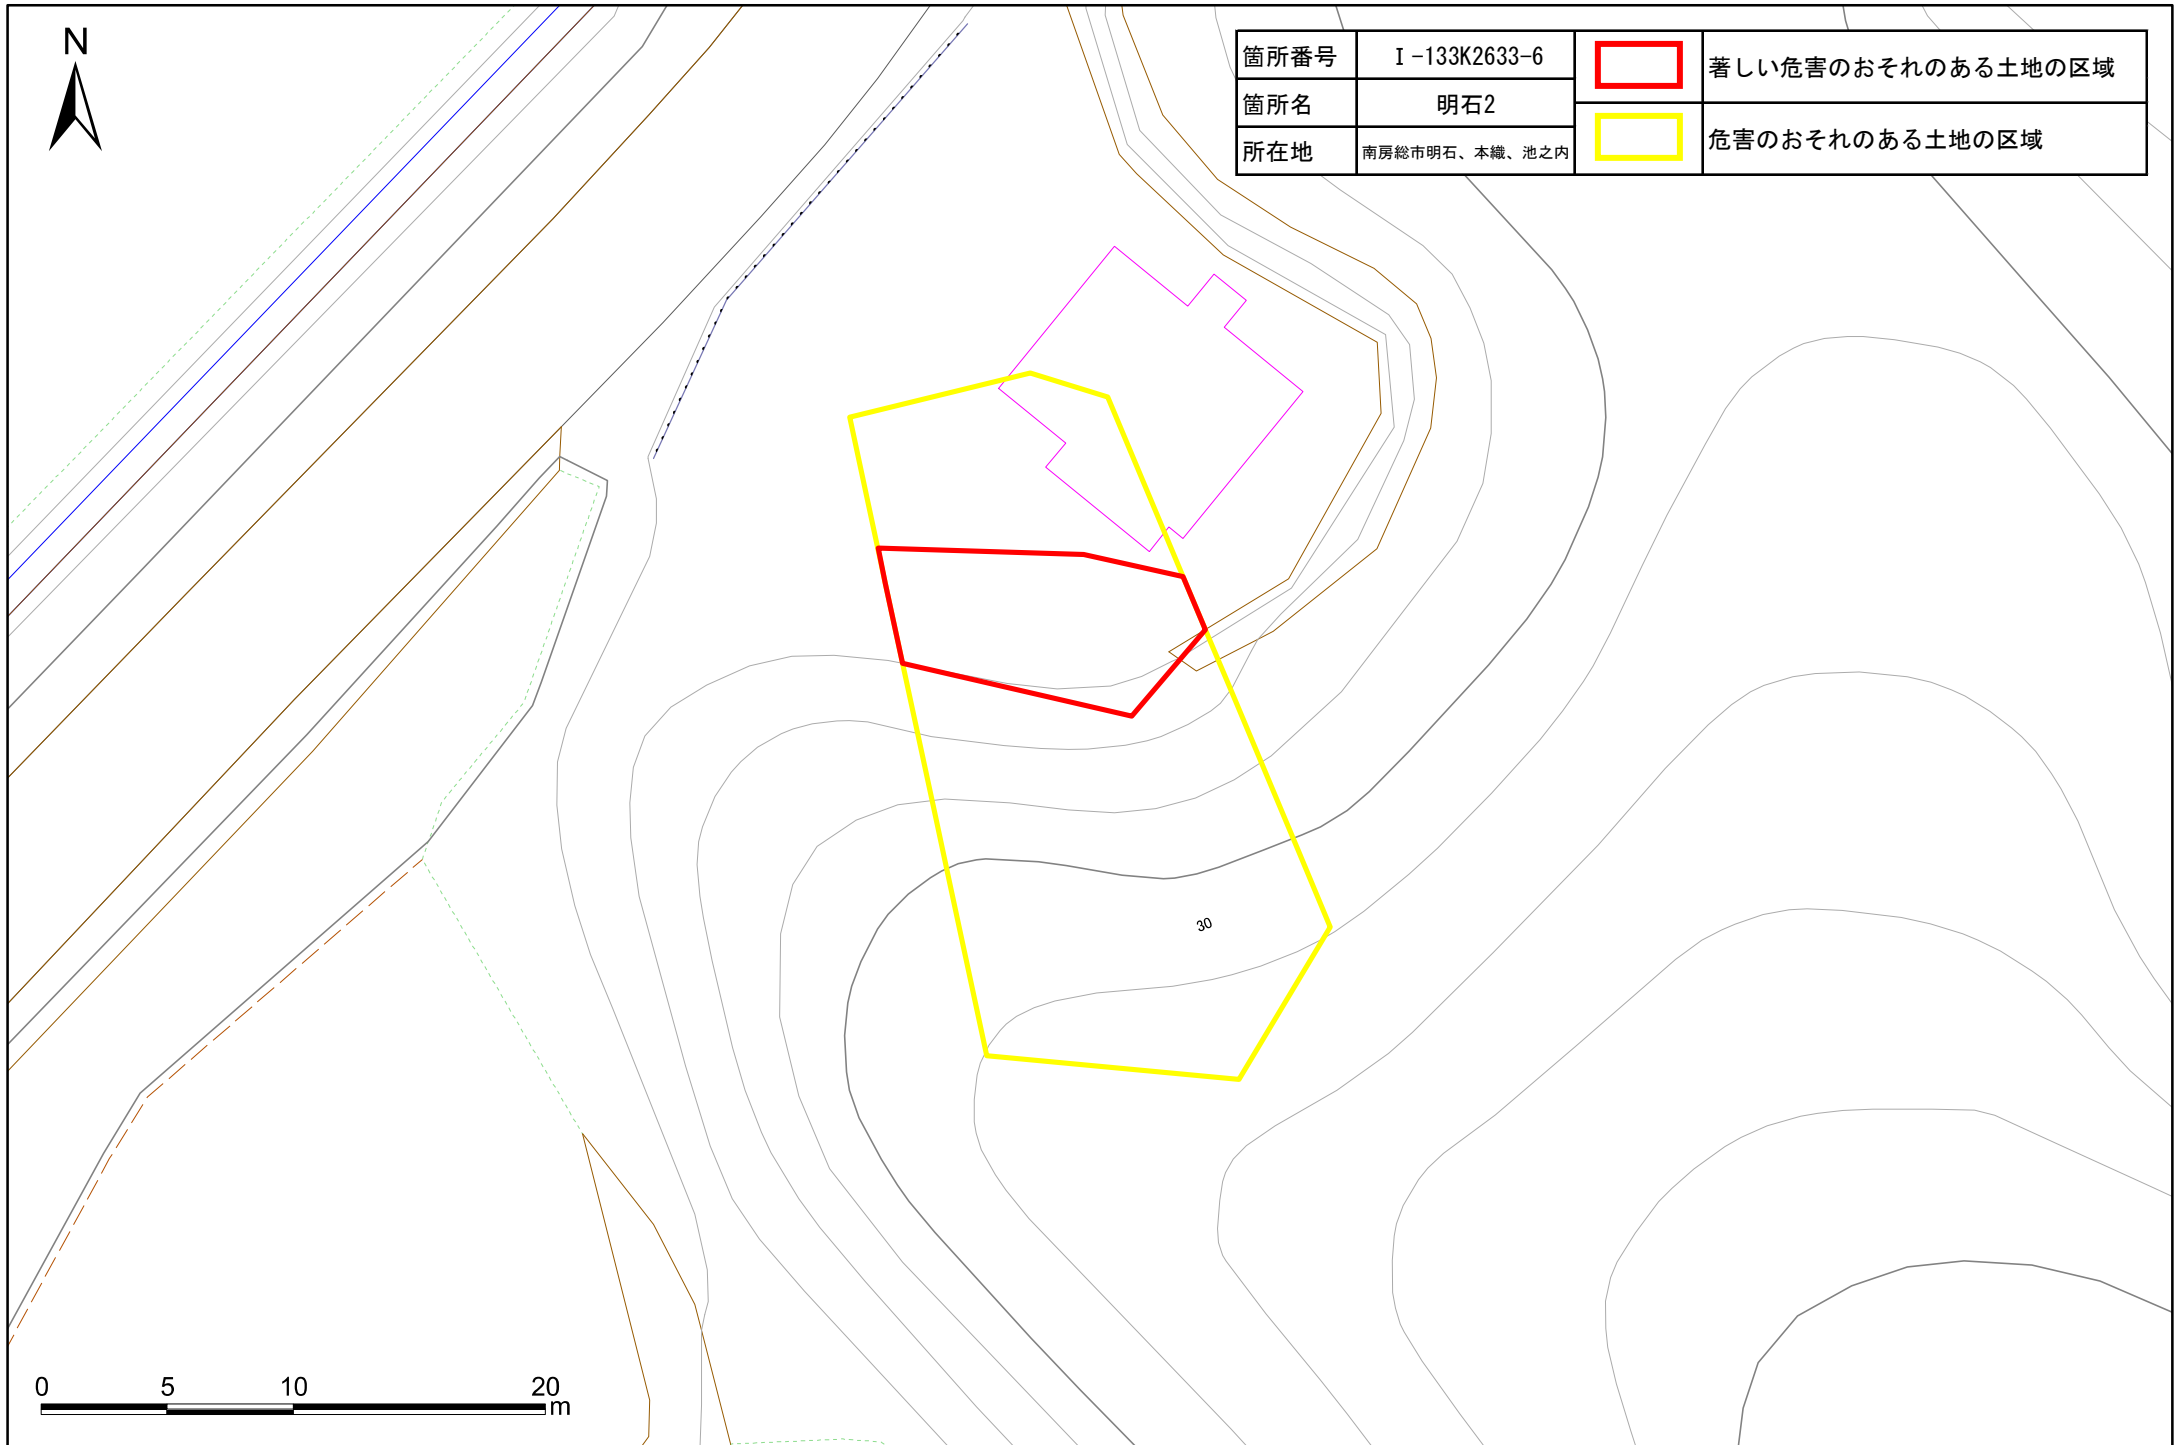 N
箇所番号 Ⅰ-133K2633-6
著しい危害のおそれのある土地の区域
箇所名 明石2
危害のおそれのある土地の区域
所在地 南房総市明石、本織、池之内
30
0 5 10 20
m